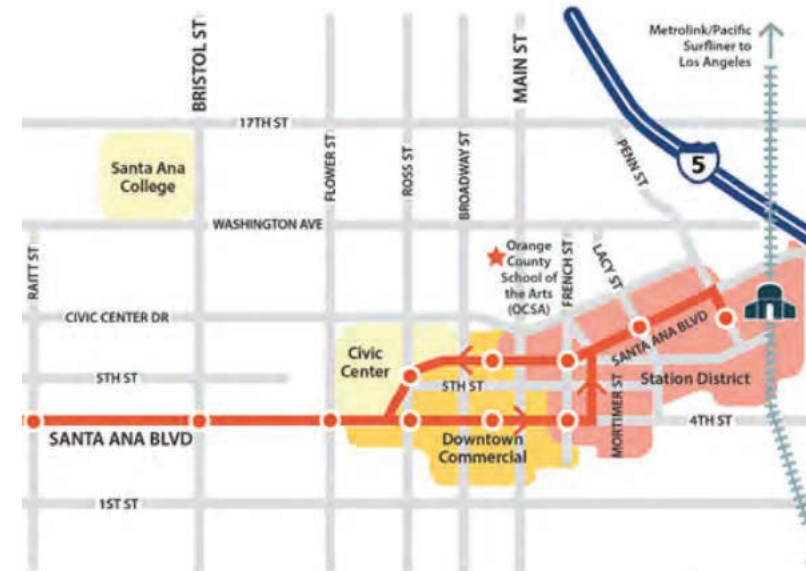 Metrolink/Pacific
Surfliner to
Los Angeles
BRISTOL ST
MAIN ST
17TH ST
5
Santa Ana
College
FLOWER ST
ROSS ST
BROADWAY ST
PENN ST
WASHINGTON AVE
RAITT ST
Orange
County
School of
the Arts
(OCSA)
FRENCH ST
LACY ST
CIVIC CENTER DR
SANTA ANA BLVD
Civic
Center
5TH ST
5TH ST
Station District
MORTIMER ST
SANTA ANA BLVD
4TH ST
Downtown
Commercial
1ST ST